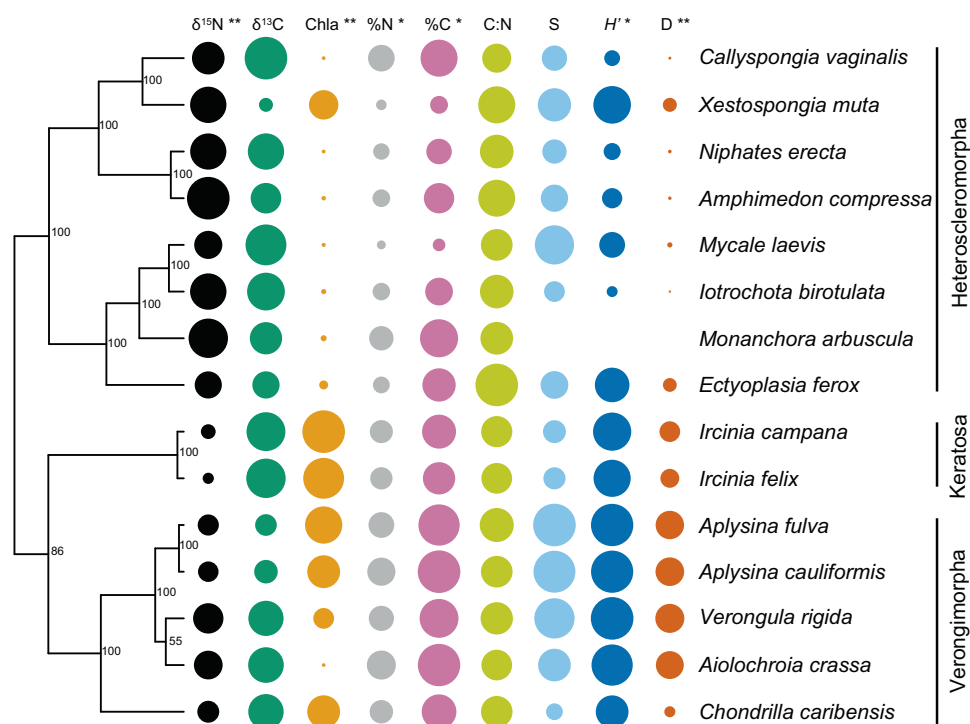 δ¹⁵N ** δ¹³C Chla ** %N * %C * C:N S H' * D **
Callyspongia vaginalis
100
Xestospongia muta
100
Niphates erecta
100
Amphimedon compressa
100
Mycale laevis
100
Iotrochota birotulata
100
Monanchora arbuscula
100
Ectyoplasia ferox
Heteroscleromorpha
Ircinia campana
100
Ircinia felix
Keratosa
Aplysina fulva
100
86
Aplysina cauliformis
100
Verongula rigida
55
100
Aiolochroia crassa
Chondrilla caribensis
Verongimorpha